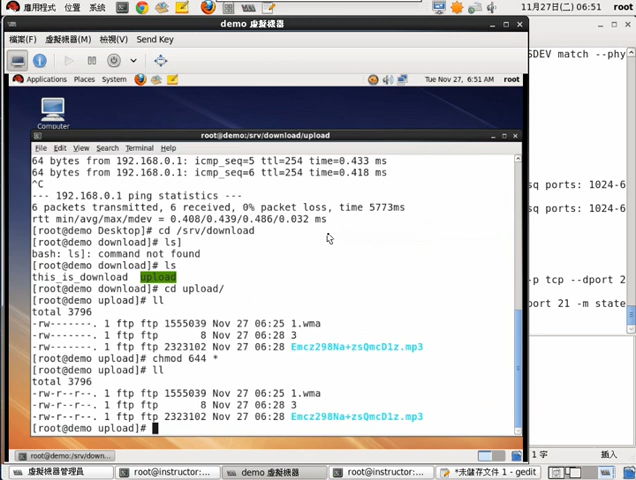 應用程式 位置 系統 11月27日(二) 06:51 root
demo 虛擬機器
檔案(F) 虛擬機器(M) 檢視(V) Send Key
SDEV match --phy
Applications Places System Tue Nov 27, 6:51 AM root
Computer
root@demo:/srv/download/upload
File Edit View Search Terminal Help
64 bytes from 192.168.0.1: icmp_seq=5 ttl=254 time=0.433 ms
64 bytes from 192.168.0.1: icmp_seq=6 ttl=254 time=0.418 ms
^C
--- 192.168.0.1 ping statistics ---
6 packets transmitted, 6 received, 0% packet loss, time 5773ms
rtt min/avg/max/mdev = 0.408/0.439/0.486/0.032 ms
[root@demo Desktop]# cd /srv/download
[root@demo download]# ls]
bash: ls]: command not found
[root@demo download]# ls
this_is_download upload
[root@demo download]# cd upload/
[root@demo upload]# ll
total 3796
-rw-------. 1 ftp ftp 1555039 Nov 27 06:25 1.wma
-rw-------. 1 ftp ftp 8 Nov 27 06:28 3
-rw-------. 1 ftp ftp 2323102 Nov 27 06:28 Emcz298Na+zsQmcD1z.mp3
[root@demo upload]# chmod 644 *
[root@demo upload]# ll
total 3796
-rw-r--r--. 1 ftp ftp 1555039 Nov 27 06:25 1.wma
-rw-r--r--. 1 ftp ftp 8 Nov 27 06:28 3
-rw-r--r--. 1 ftp ftp 2323102 Nov 27 06:28 Emcz298Na+zsQmcD1z.mp3
[root@demo upload]#
sq ports: 1024-6
sq ports: 1024-6
-p tcp --dport 2
port 21 -m state
1 字 插入
root@demo:/srv/down...
虛擬機器管理員 root@instructor:... demo 虛擬機器 root@instructor:... *未儲存文件 1 - gedit